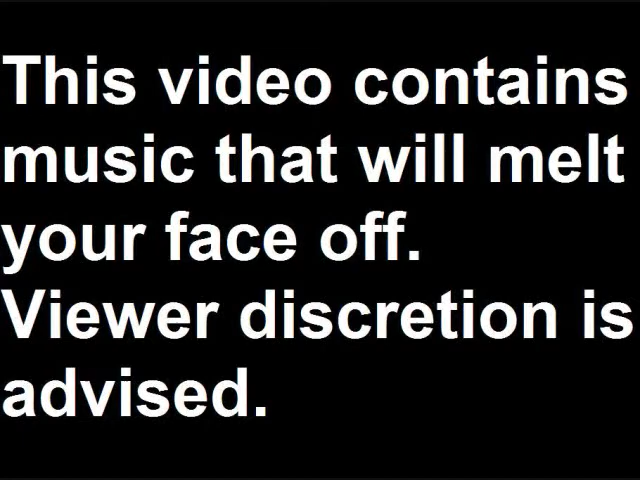 This video contains
music that will melt
your face off.
Viewer discretion is
advised.